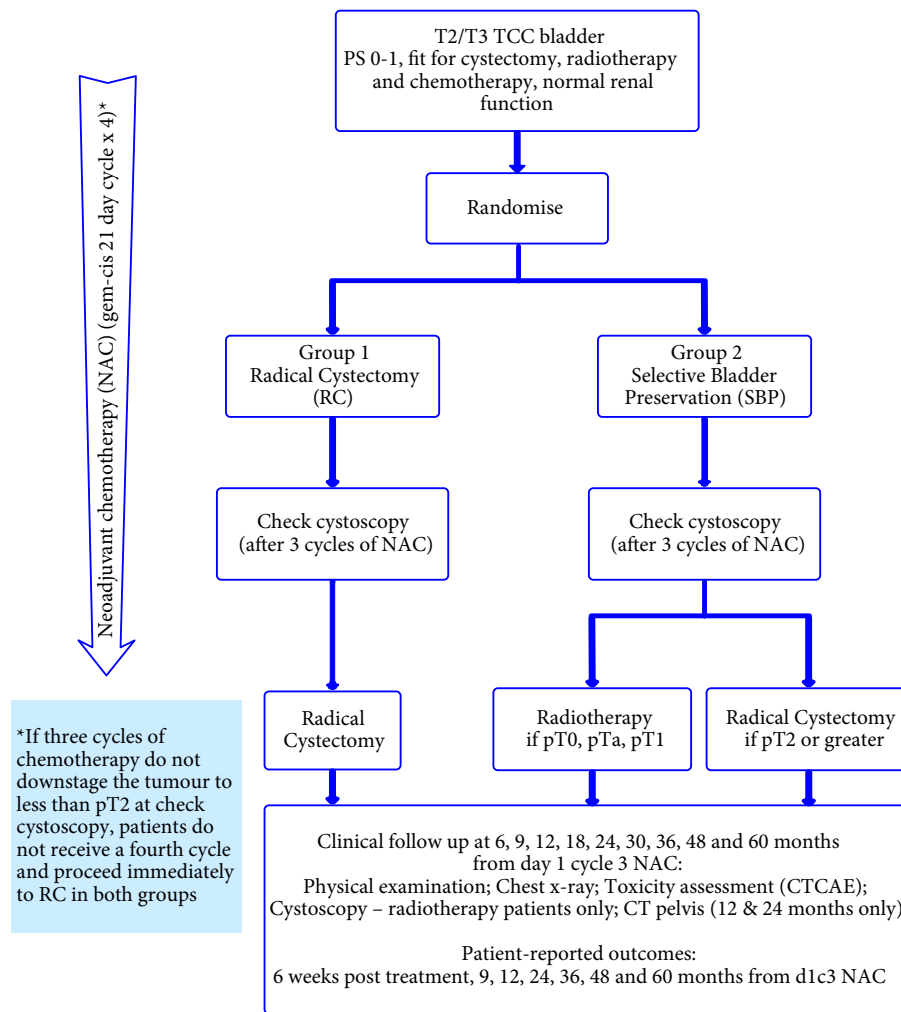 T2/T3 TCC bladder
PS 0-1, fit for cystectomy, radiotherapy
and chemotherapy, normal renal
function
Neoadjuvant chemotherapy (NAC) (gem-cis 21 day cycle x 4)*
Randomise
Group 1
Radical Cystectomy
(RC)
Group 2
Selective Bladder
Preservation (SBP)
Check cystoscopy
(after 3 cycles of NAC)
Check cystoscopy
(after 3 cycles of NAC)
*If three cycles of
chemotherapy do not
downstage the tumour to
less than pT2 at check
cystoscopy, patients do
not receive a fourth cycle
and proceed immediately
to RC in both groups
Radical
Cystectomy
Radiotherapy
if pT0, pTa, pT1
Radical Cystectomy
if pT2 or greater
Clinical follow up at 6, 9, 12, 18, 24, 30, 36, 48 and 60 months
from day 1 cycle 3 NAC:
Physical examination; Chest x-ray; Toxicity assessment (CTCAE);
Cystoscopy – radiotherapy patients only; CT pelvis (12 & 24 months only)
Patient-reported outcomes:
6 weeks post treatment, 9, 12, 24, 36, 48 and 60 months from d1c3 NAC